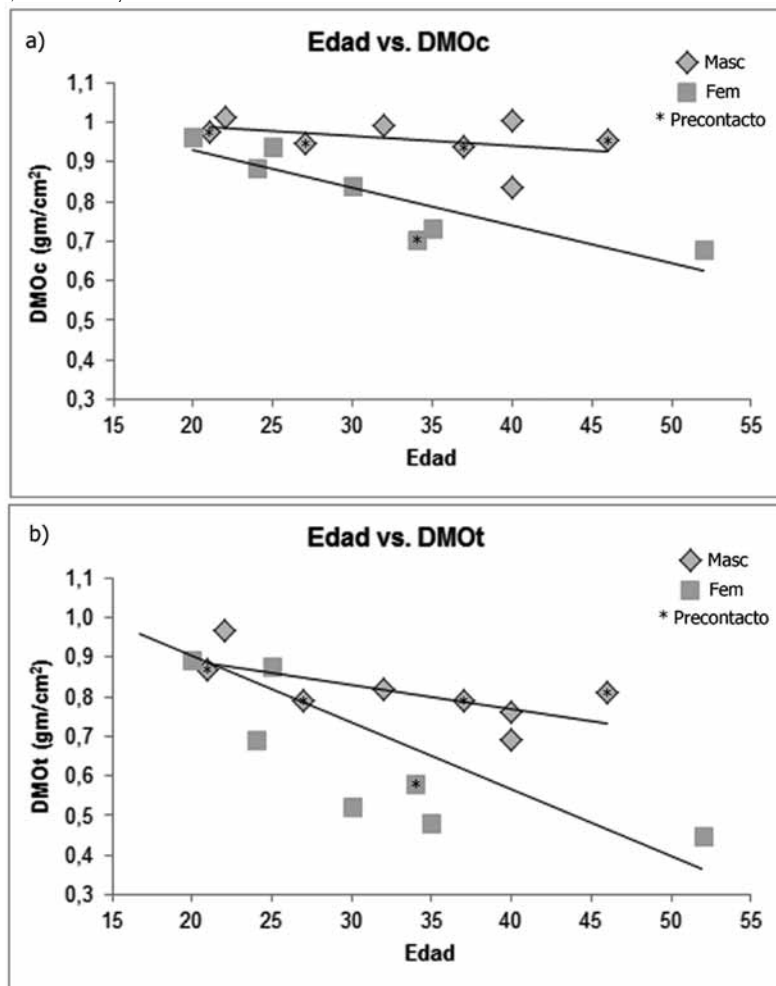 a)
Edad vs. DMOc
Masc
Fem
* Precontacto
DMOc (gm/cm²)
1,1
1
0,9
0,8
0,7
0,6
0,5
0,4
0,3
15 20 25 30 35 40 45 50 55
Edad
b)
Edad vs. DMOt
Masc
Fem
* Precontacto
DMOt (gm/cm²)
1,1
1,0
0,9
0,8
0,7
0,6
0,5
0,4
0,3
15 20 25 30 35 40 45 50 55
Edad